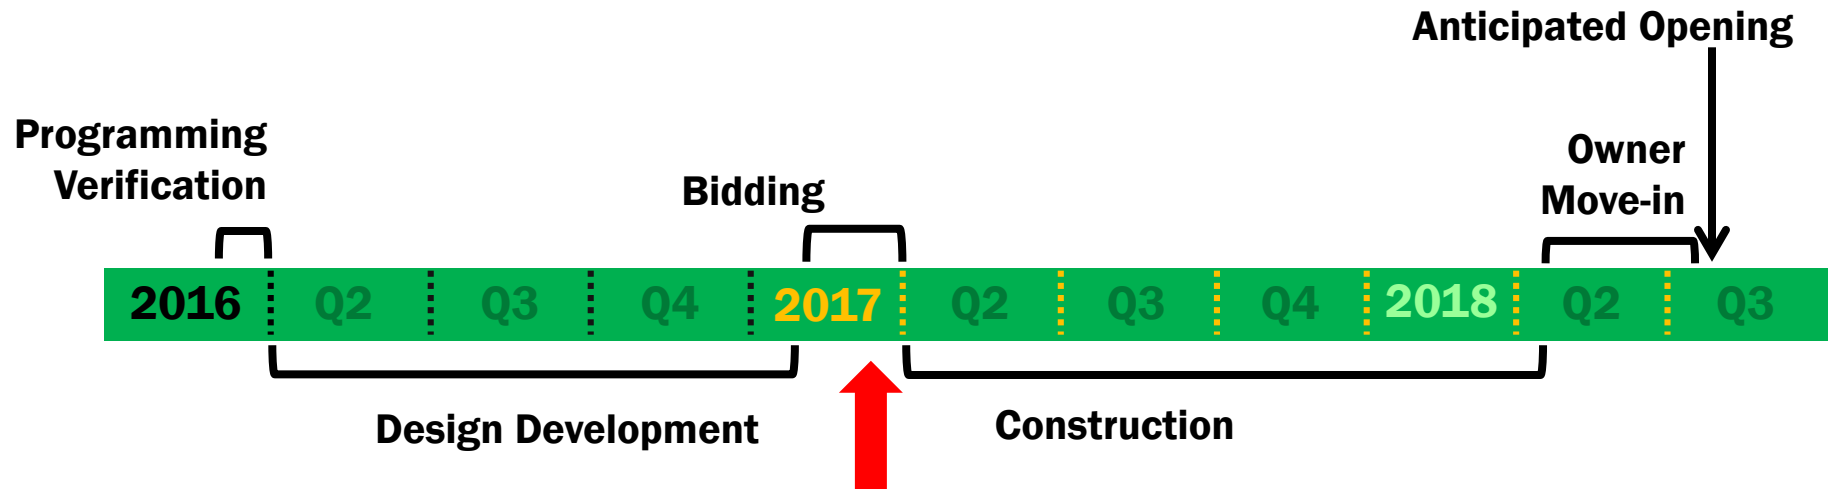 Anticipated Opening
Programming
Verification
Bidding
Owner
Move-in
2016 Q2 Q3 Q4 2017 Q2 Q3 Q4 2018 Q2 Q3
Design Development
Construction